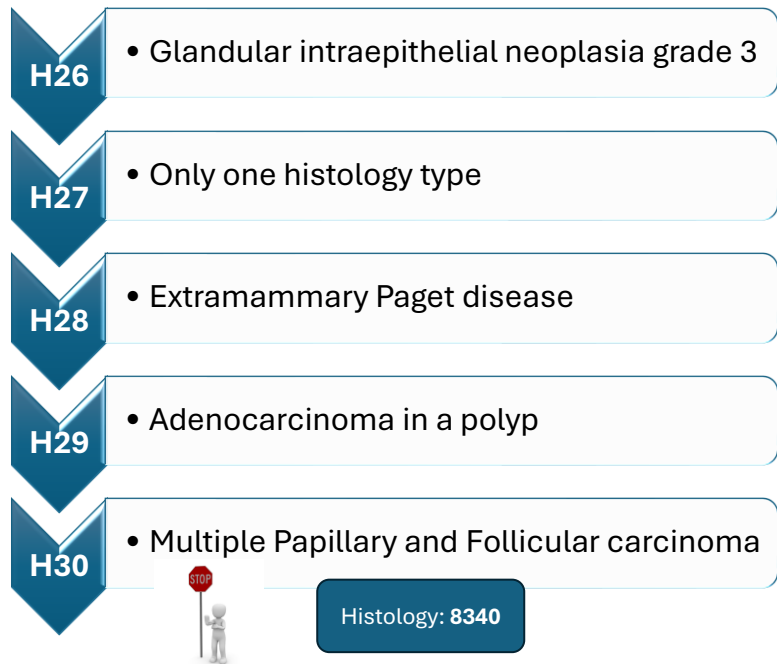 H26
• Glandular intraepithelial neoplasia grade 3
H27
• Only one histology type
H28
• Extramammary Paget disease
H29
• Adenocarcinoma in a polyp
H30
• Multiple Papillary and Follicular carcinoma
STOP
Histology: 8340